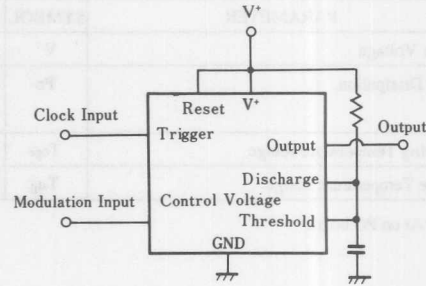 V⁺
Reset
V⁺
Clock Input
Trigger
Output
Output
Discharge
Modulation Input
Control Voltage
Threshold
GND